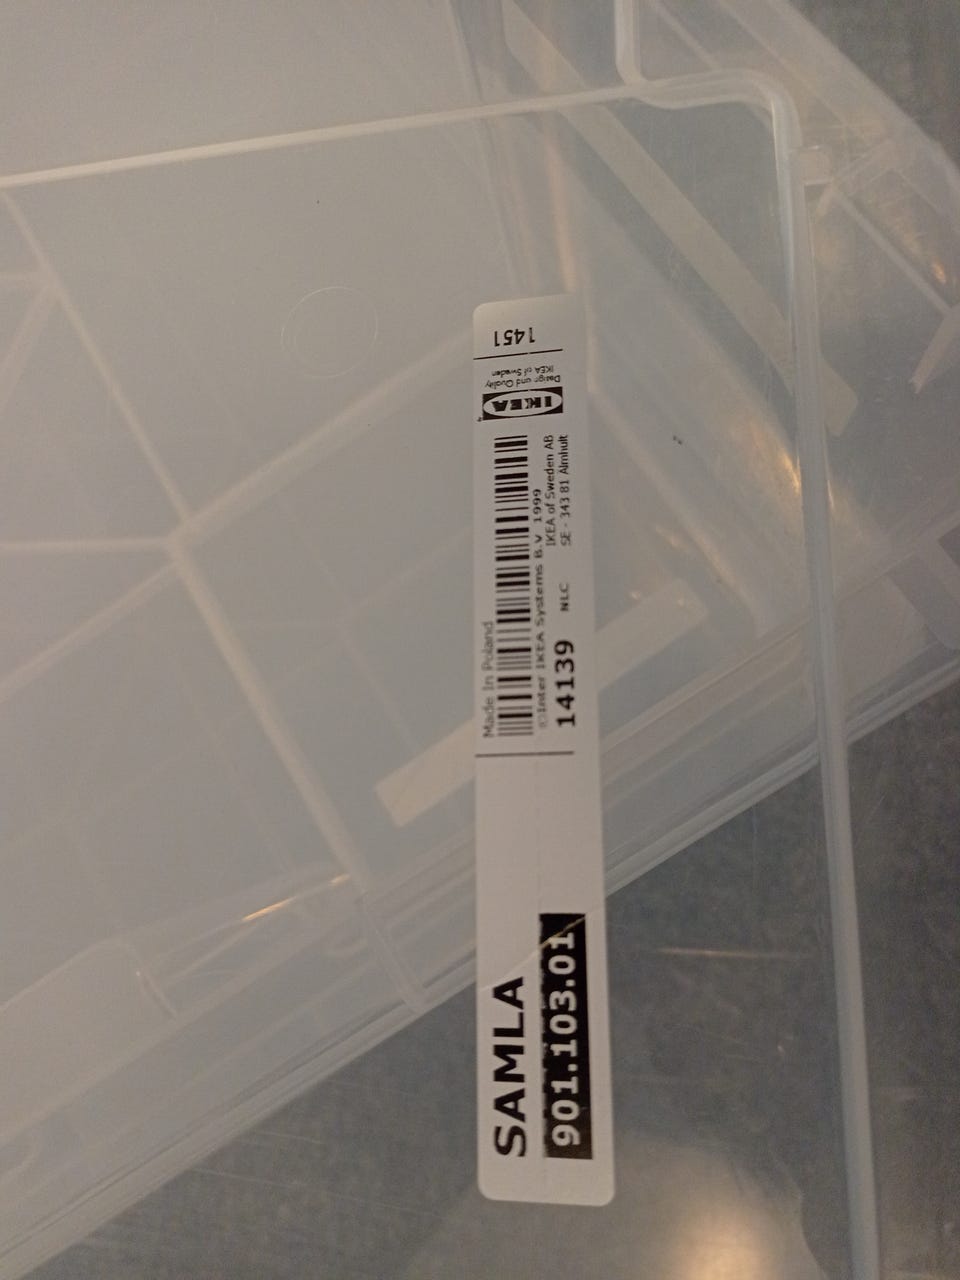 SAMLA
901.103.01
Made In Poland
©Inter IKEA Systems B.V 1999
14139 NLC
IKEA of Sweden AB
SE - 343 81 Älmhult
IKEA
Design and Quality
IKEA of Sweden
1451